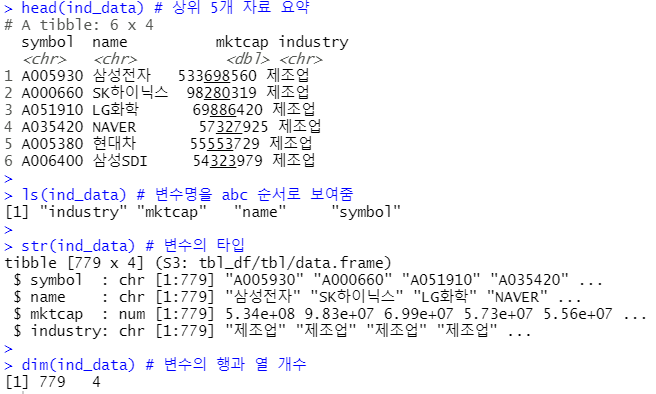 > head(ind_data) # 상위 5개 자료 요약
# A tibble: 6 x 4
  symbol  name           mktcap industry
  <chr>   <chr>           <dbl> <chr>
1 A005930 삼성전자    533698560 제조업
2 A000660 SK하이닉스  98280319 제조업
3 A051910 LG화학       69886420 제조업
4 A035420 NAVER        57327925 제조업
5 A005380 현대차      55553729 제조업
6 A006400 삼성SDI      54323979 제조업
>
> ls(ind_data) # 변수명을 abc 순서로 보여줌
[1] "industry" "mktcap"   "name"     "symbol"
>
> str(ind_data) # 변수의 타입
tibble [779 x 4] (S3: tbl_df/tbl/data.frame)
 $ symbol  : chr [1:779] "A005930" "A000660" "A051910" "A035420" ...
 $ name    : chr [1:779] "삼성전자" "SK하이닉스" "LG화학" "NAVER" ...
 $ mktcap  : num [1:779] 5.34e+08 9.83e+07 6.99e+07 5.73e+07 5.56e+07 ...
 $ industry: chr [1:779] "제조업" "제조업" "제조업" "제조업" ...
>
> dim(ind_data) # 변수의 행과 열 개수
[1] 779   4